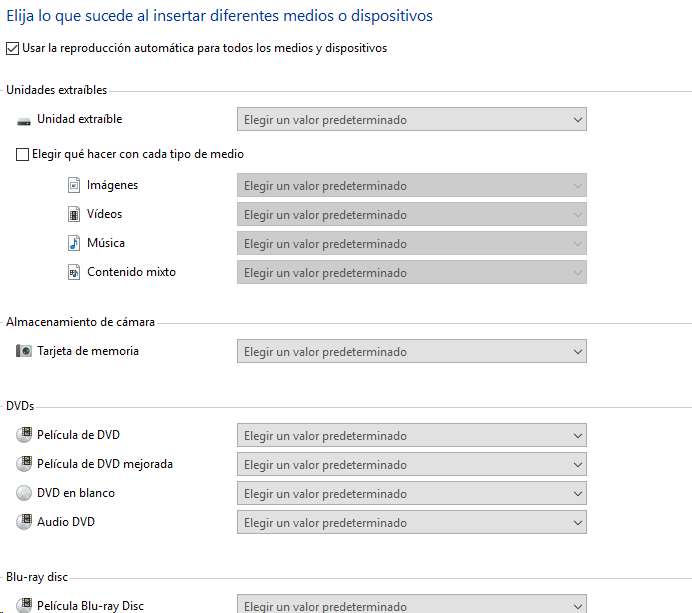 Elija lo que sucede al insertar diferentes medios o dispositivos
Usar la reproducción automática para todos los medios y dispositivos
Unidades extraíbles
Unidad extraíble Elegir un valor predeterminado
Elegir qué hacer con cada tipo de medio
Imágenes Elegir un valor predeterminado
Vídeos Elegir un valor predeterminado
Música Elegir un valor predeterminado
Contenido mixto Elegir un valor predeterminado
Almacenamiento de cámara
Tarjeta de memoria Elegir un valor predeterminado
DVDs
Película de DVD Elegir un valor predeterminado
Película de DVD mejorada Elegir un valor predeterminado
DVD en blanco Elegir un valor predeterminado
Audio DVD Elegir un valor predeterminado
Blu-ray disc
Película Blu-ray Disc Elegir un valor predeterminado